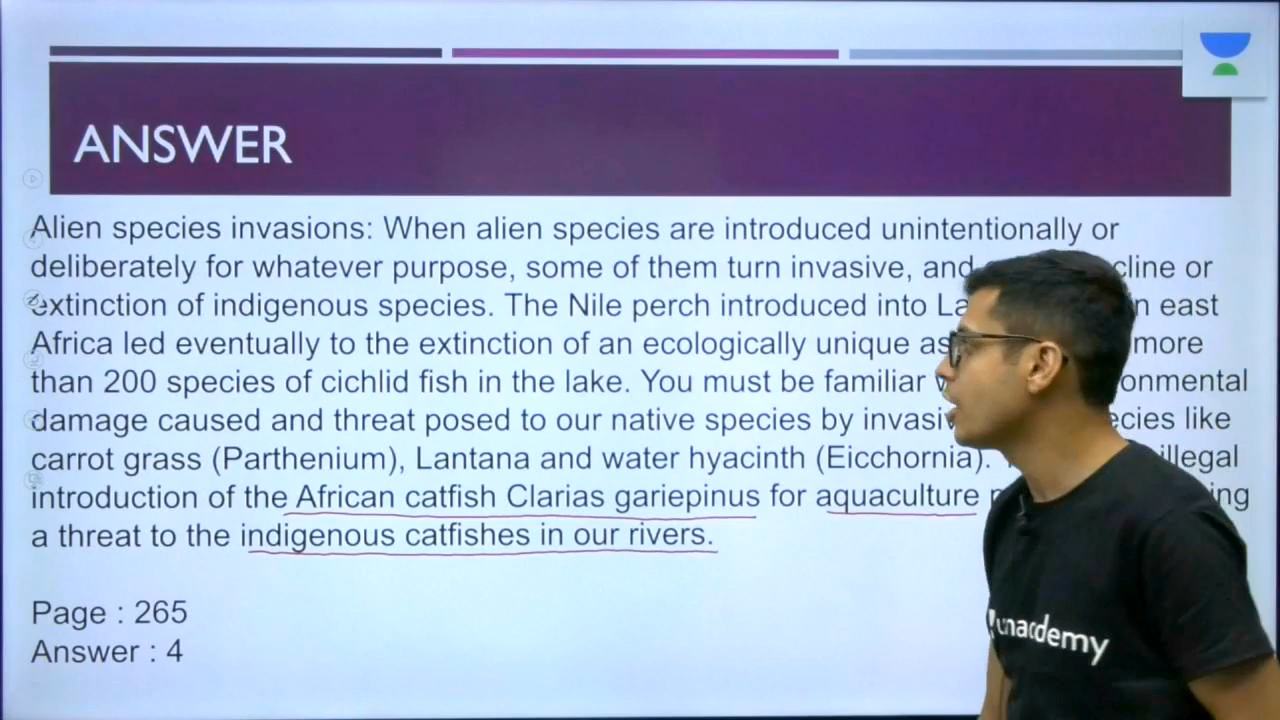 ANSWER
Alien species invasions: When alien species are introduced unintentionally or
deliberately for whatever purpose, some of them turn invasive, and
extinction of indigenous species. The Nile perch introduced into east
Africa led eventually to the extinction of an ecologically unique more
than 200 species of cichlid fish in the lake. You must be familiar
damage caused and threat posed to our native species by like
carrot grass (Parthenium), Lantana and water hyacinth (Eicchornia). illegal
introduction of the African catfish Clarias gariepinus for aquaculture
a threat to the indigenous catfishes in our rivers.
Page : 265
Answer : 4
unacademy